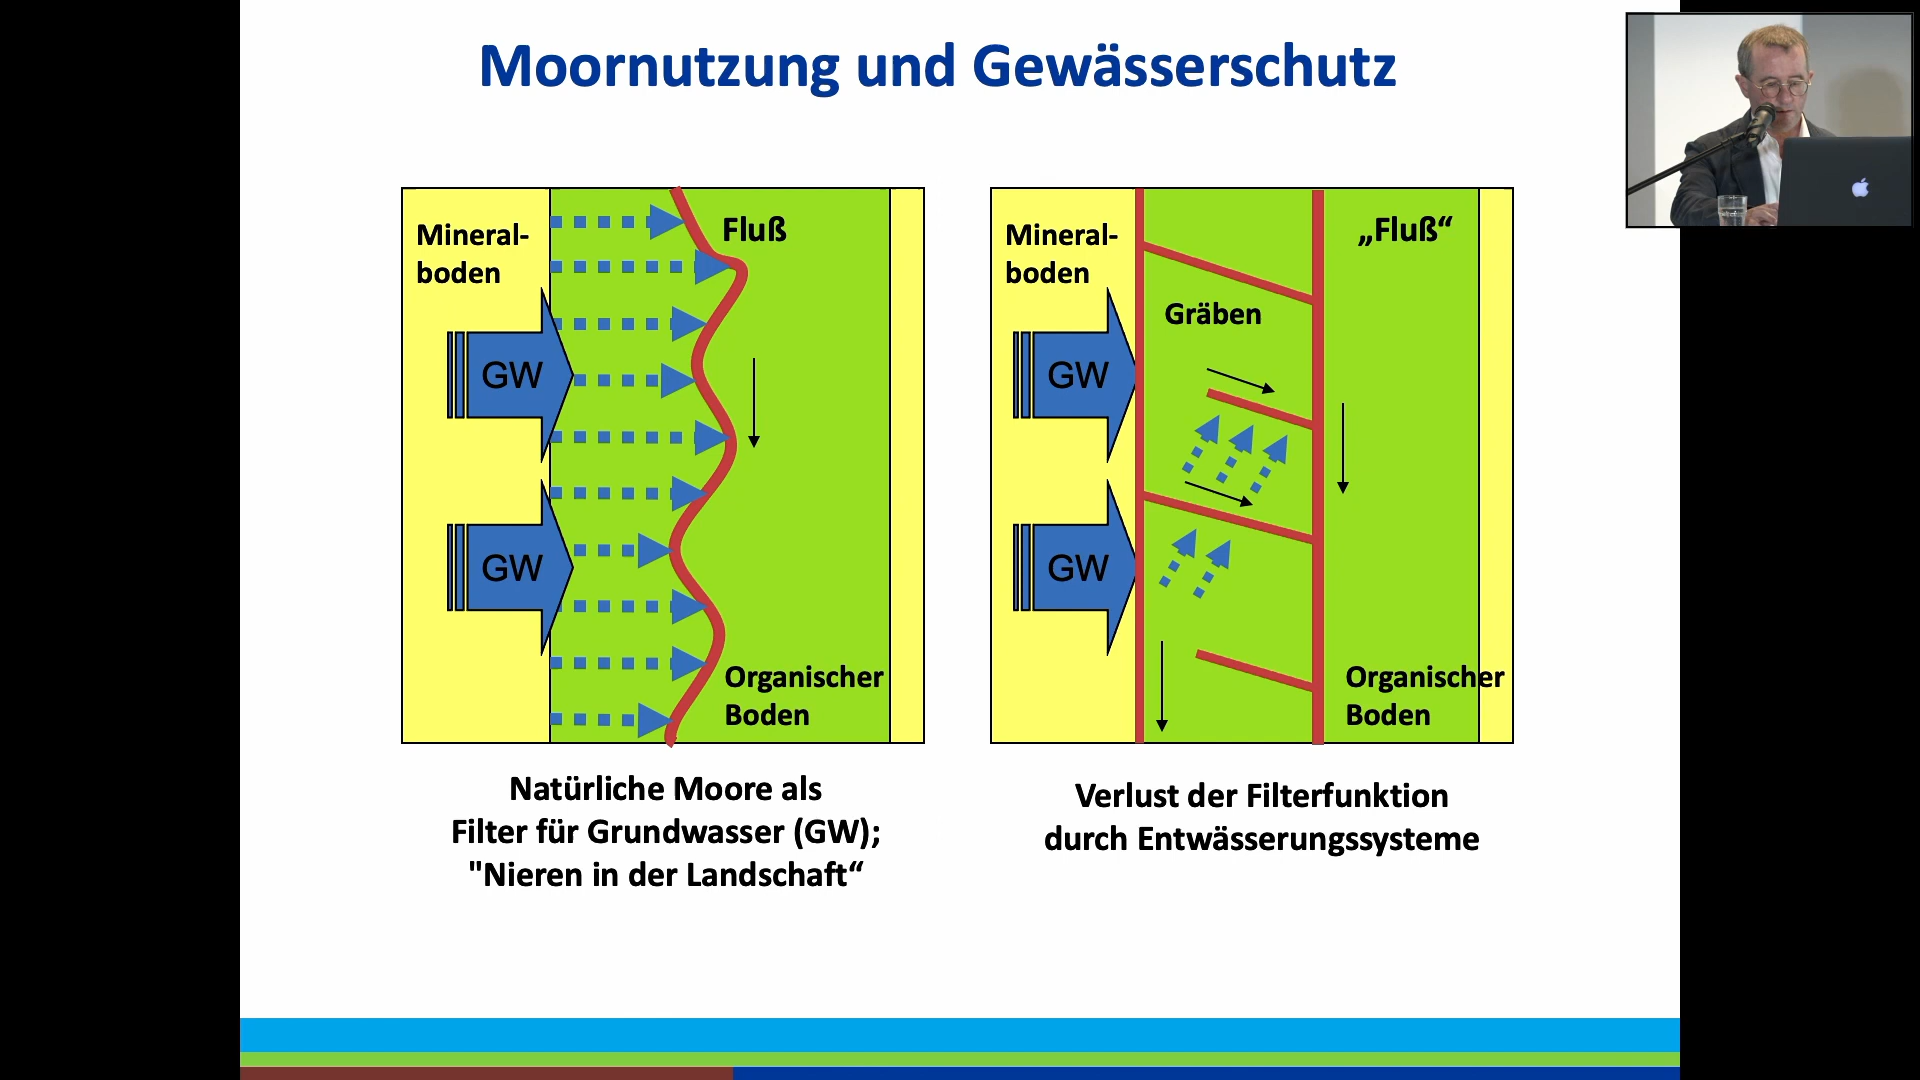 Moornutzung und Gewässerschutz
Mineral-
boden
Fluß
GW
GW
Organischer
Boden
Natürliche Moore als
Filter für Grundwasser (GW);
"Nieren in der Landschaft“
Mineral-
boden
„Fluß“
Gräben
GW
GW
Organischer
Boden
Verlust der Filterfunktion
durch Entwässerungssysteme